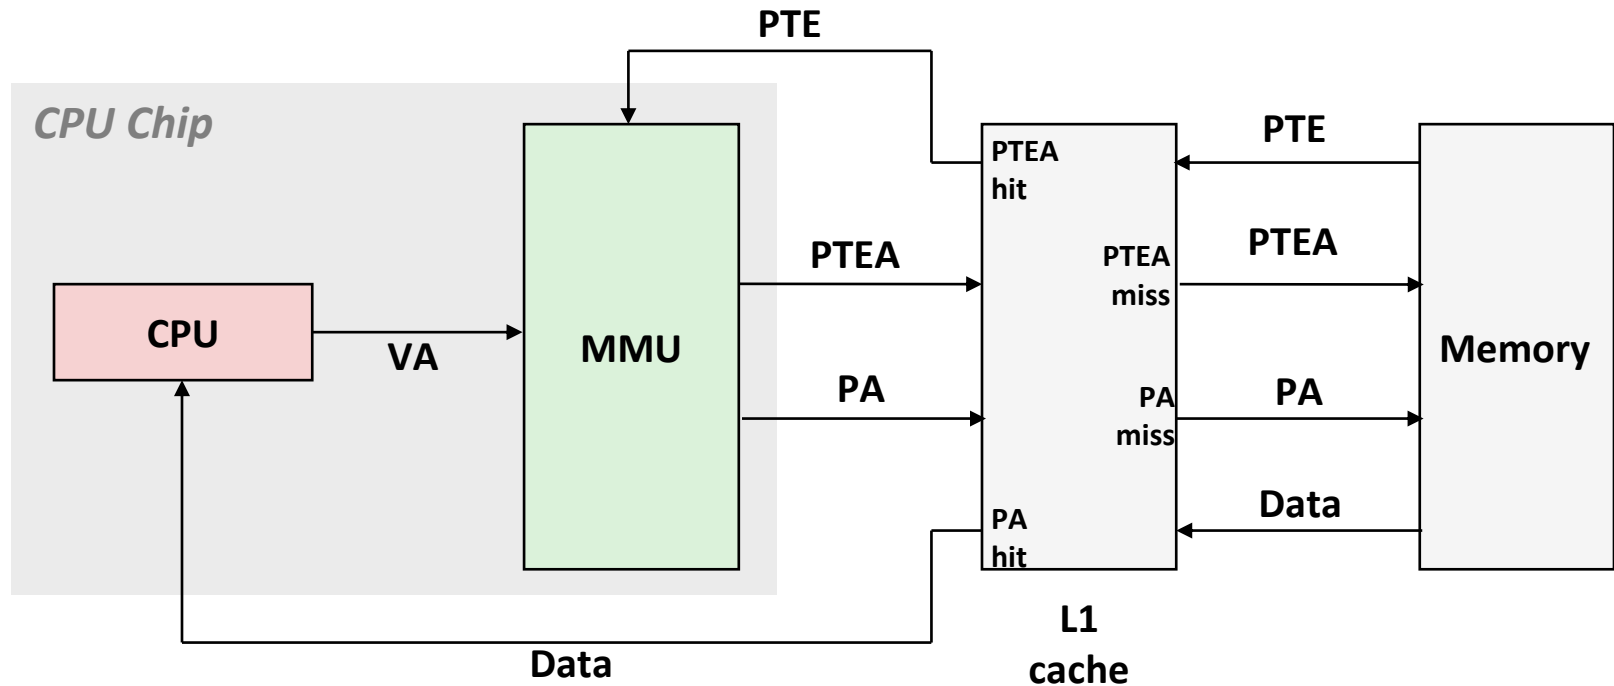 PTE
CPU Chip
PTEA
hit
PTE
PTEA
PTEA
miss
PTEA
CPU
VA
MMU
Memory
PA
PA
miss
PA
PA
hit
Data
Data
L1
cache